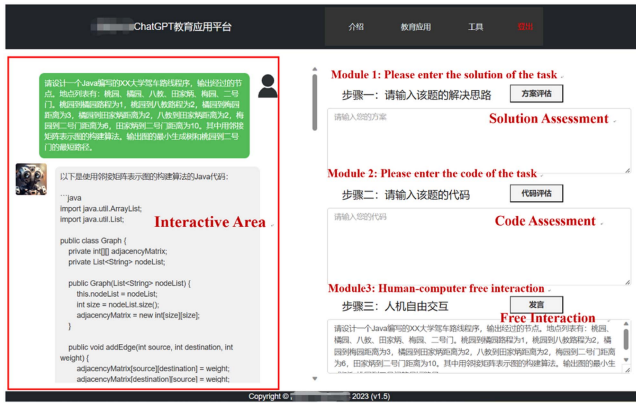 ChatGPT教育应用平台
介绍 教育应用 工具 退出
请设计一个Java编写的XX大学驾车路线程序，输出经过的节
点。地点列表有：桃园、橘园、八教、田家炳、梅园、二号
门。桃园到橘园路程为1，桃园到八教路程为2，橘园到梅园
距离为3，橘园到田家炳距离为2，八教到田家炳距离为2，梅
园到二号门距离为6，田家炳到二号门距离为10。其中用邻接
矩阵表示图的构建算法。输出图的最小生成树和桃园到二号
门的最短路径。
以下是使用邻接矩阵表示图的构建算法的Java代码：
```java
import java.util.ArrayList;
import java.util.List;
Interactive Area
public class Graph {
private int[][] adjacencyMatrix;
private List<String> nodeList;
public Graph(List<String> nodeList) {
this.nodeList = nodeList;
int size = nodeList.size();
adjacencyMatrix = new int[size][size];
}
public void addEdge(int source, int destination, int
weight) {
adjacencyMatrix[source][destination] = weight;
adjacencyMatrix[destination][source] = weight;
Module 1: Please enter the solution of the task
步骤一：请输入该题的解决思路 方案评估
请输入您的方案
Solution Assessment
Module 2: Please enter the code of the task
步骤二：请输入该题的代码 代码评估
请输入您的代码
Code Assessment
Module3: Human-computer free interaction
步骤三：人机自由交互 发言
Free Interaction
请设计一个Java编写的XX大学驾车路线程序，输出经过的节点。地点列表有：桃园、
橘园、八教、田家炳、梅园、二号门。桃园到橘园路程为1，桃园到八教路程为2，橘
园到梅园距离为3，橘园到田家炳距离为2，八教到田家炳距离为2，梅园到二号门距离
为6，田家炳到二号门距离为10。其中用邻接矩阵表示图的构建算法。输出图的最小生
Copyright © 2023 (v1.5)